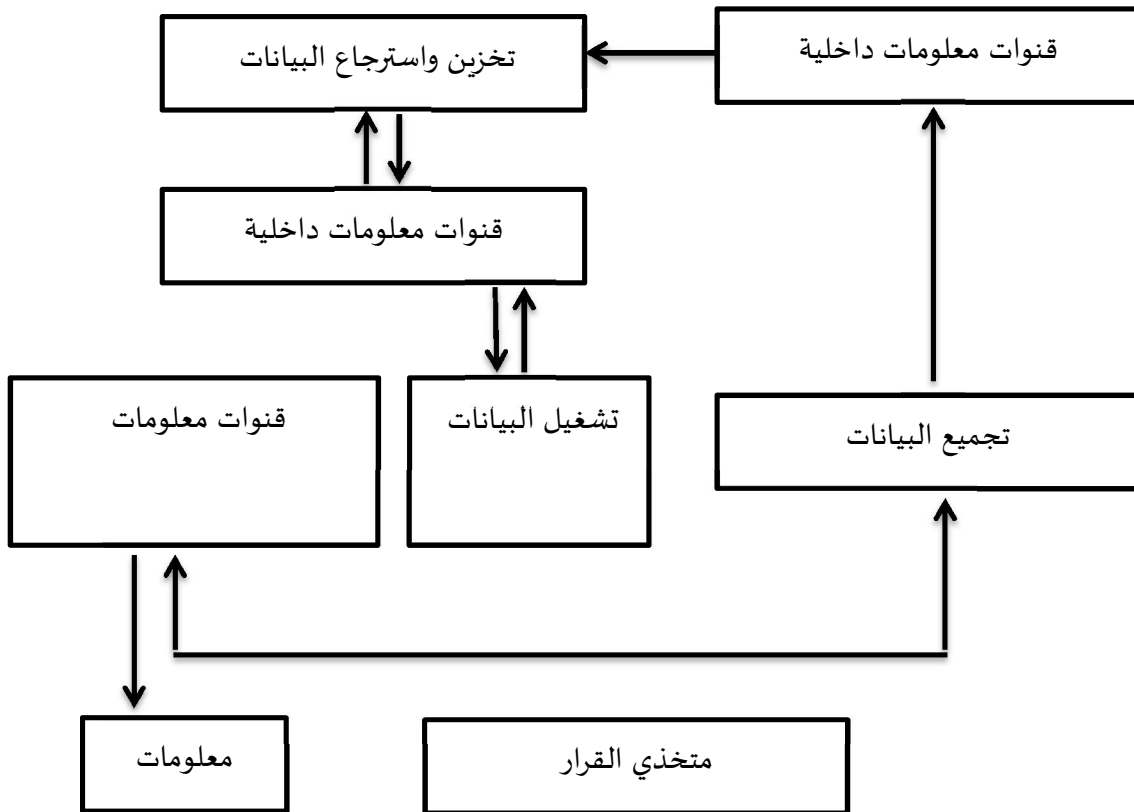 قنوات معلومات داخلية
تخزين واسترجاع البيانات
قنوات معلومات داخلية
تجميع البيانات
تشغيل البيانات
قنوات معلومات
متخذي القرار
معلومات